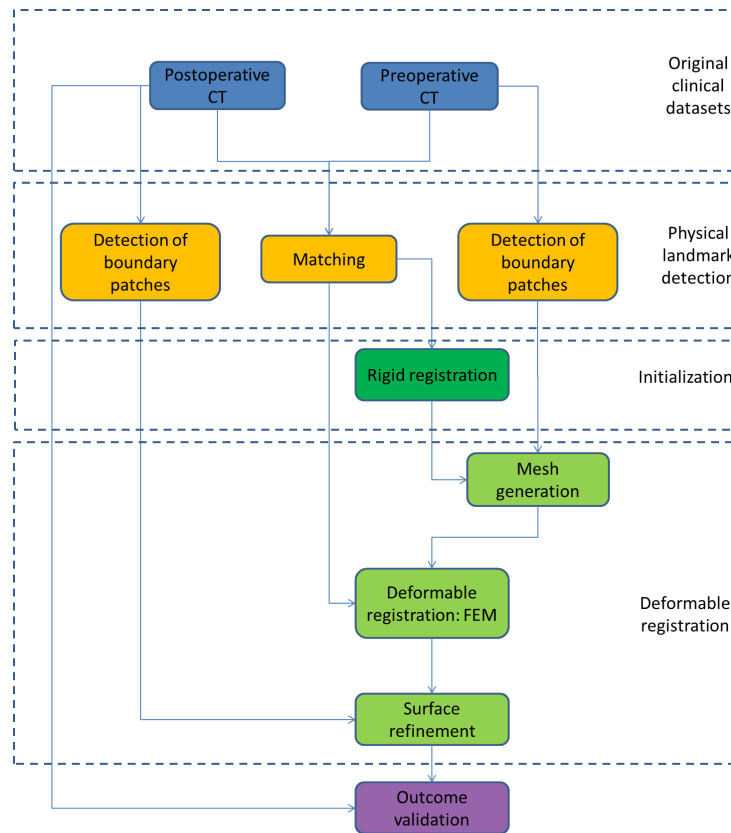 Postoperative
CT
Preoperative
CT
Original
clinical
datasets
Detection of
boundary
patches
Matching
Detection of
boundary
patches
Physical
landmark
detection
Rigid registration
Initialization
Mesh
generation
Deformable
registration: FEM
Deformable
registration
Surface
refinement
Outcome
validation